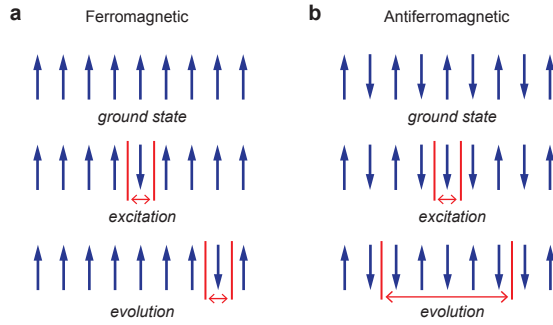 a Ferromagnetic
b Antiferromagnetic
ground state
ground state
excitation
excitation
evolution
evolution